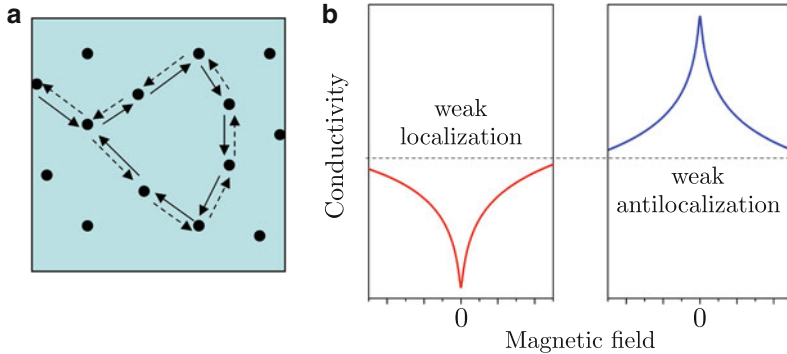 a
b
Conductivity
weak
localization
weak
antilocalization
0
0
Magnetic field